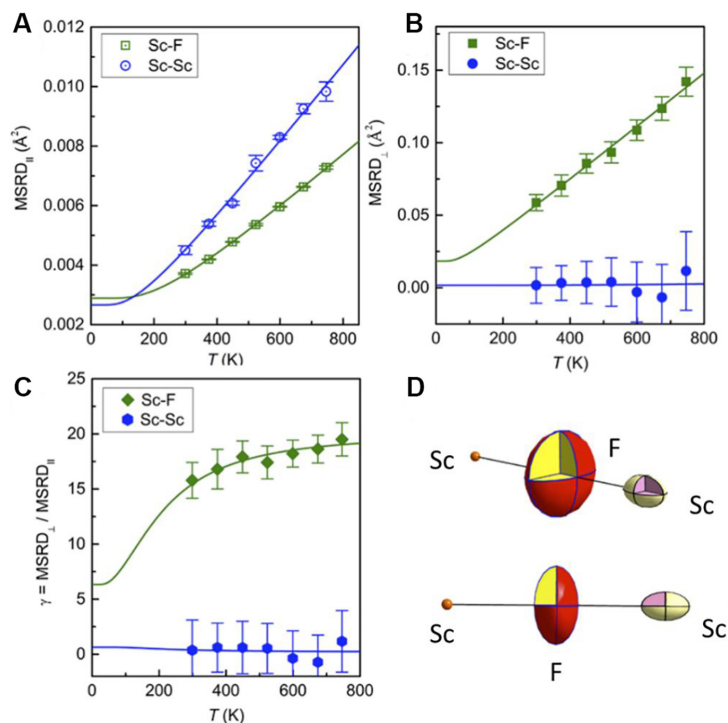 A
0.012
0.010
0.008
0.006
0.004
0.002
MSRD∥ (Å²)
Sc-F
Sc-Sc
0 200 400 600 800
T (K)
B
0.15
0.10
0.05
0.00
MSRD⊥ (Å²)
Sc-F
Sc-Sc
0 200 400 600 800
T (K)
C
25
20
15
10
5
0
γ = MSRD⊥ / MSRD∥
Sc-F
Sc-Sc
0 200 400 600 800
T (K)
D
Sc
F
Sc
Sc
F
Sc